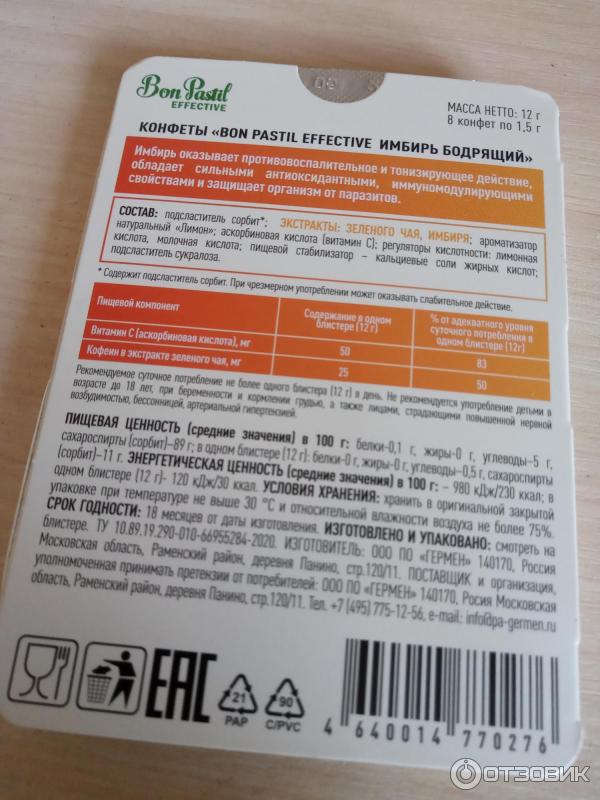 Bon Pastil
EFFECTIVE
МАССА НЕТТО: 12 г
8 конфет по 1,5 г
КОНФЕТЫ «BON PASTIL EFFECTIVE ИМБИРЬ БОДРЯЩИЙ»
Имбирь оказывает противовоспалительное и тонизирующее действие,
обладает сильными антиоксидантными, иммуномодулирующими
свойствами и защищает организм от паразитов.
СОСТАВ: подсластитель сорбит*; ЭКСТРАКТЫ: ЗЕЛЕНОГО ЧАЯ, ИМБИРЯ; ароматизатор
натуральный «Лимон»; аскорбиновая кислота (витамин С); регуляторы кислотности: лимонная
кислота, молочная кислота; пищевой стабилизатор – кальциевые соли жирных кислот;
подсластитель сукралоза.
* Содержит подсластитель сорбит. При чрезмерном употреблении может оказывать слабительное действие.
Пищевой компонент
Содержание в одном
блистере (12 г)
% от адекватного уровня
суточного потребления в
одном блистере (12г)
Витамин С (аскорбиновая кислота), мг
50
83
Кофеин в экстракте зеленого чая, мг
25
50
Рекомендуемое суточное потребление не более одного блистера (12 г) в день. Не рекомендуется употребление детьми в
возрасте до 18 лет, при беременности и кормлении грудью, а также лицами, страдающими повышенной нервной
возбудимостью, бессонницей, артериальной гипертензией.
ПИЩЕВАЯ ЦЕННОСТЬ (средние значения) в 100 г: белки-0,1 г, жиры-0 г, углеводы-5 г,
сахароспирты (сорбит)-89 г; в одном блистере (12 г): белки-0 г, жиры-0 г, углеводы-0,5 г, сахароспирты
(сорбит)-11 г. ЭНЕРГЕТИЧЕСКАЯ ЦЕННОСТЬ (средние значения) в 100 г: – 980 кДж/230 ккал; в
одном блистере (12 г)- 120 кДж/30 ккал. УСЛОВИЯ ХРАНЕНИЯ: хранить в оригинальной закрытой
упаковке при температуре не выше 30 °С и относительной влажности воздуха не более 75%.
СРОК ГОДНОСТИ: 18 месяцев от даты изготовления. ИЗГОТОВЛЕНО И УПАКОВАНО: смотреть на
блистере. ТУ 10.89.19.290-010-66955284-2020. ИЗГОТОВИТЕЛЬ: ООО ПО «ГЕРМЕН» 140170, Россия
Московская область, Раменский район, деревня Панино, стр.120/11. ПОСТАВЩИК и организация,
уполномоченная принимать претензии от потребителей: ООО ПО «ГЕРМЕН» 140170, Росия Московская
область, Раменский район, деревня Панино, стр.120/11. Тел. +7 (495) 775-12-56, e-mail: info@pa-germen.ru
EAC
21
PAP
90
C/PVC
4 640014 770276
ОТЗОВИК